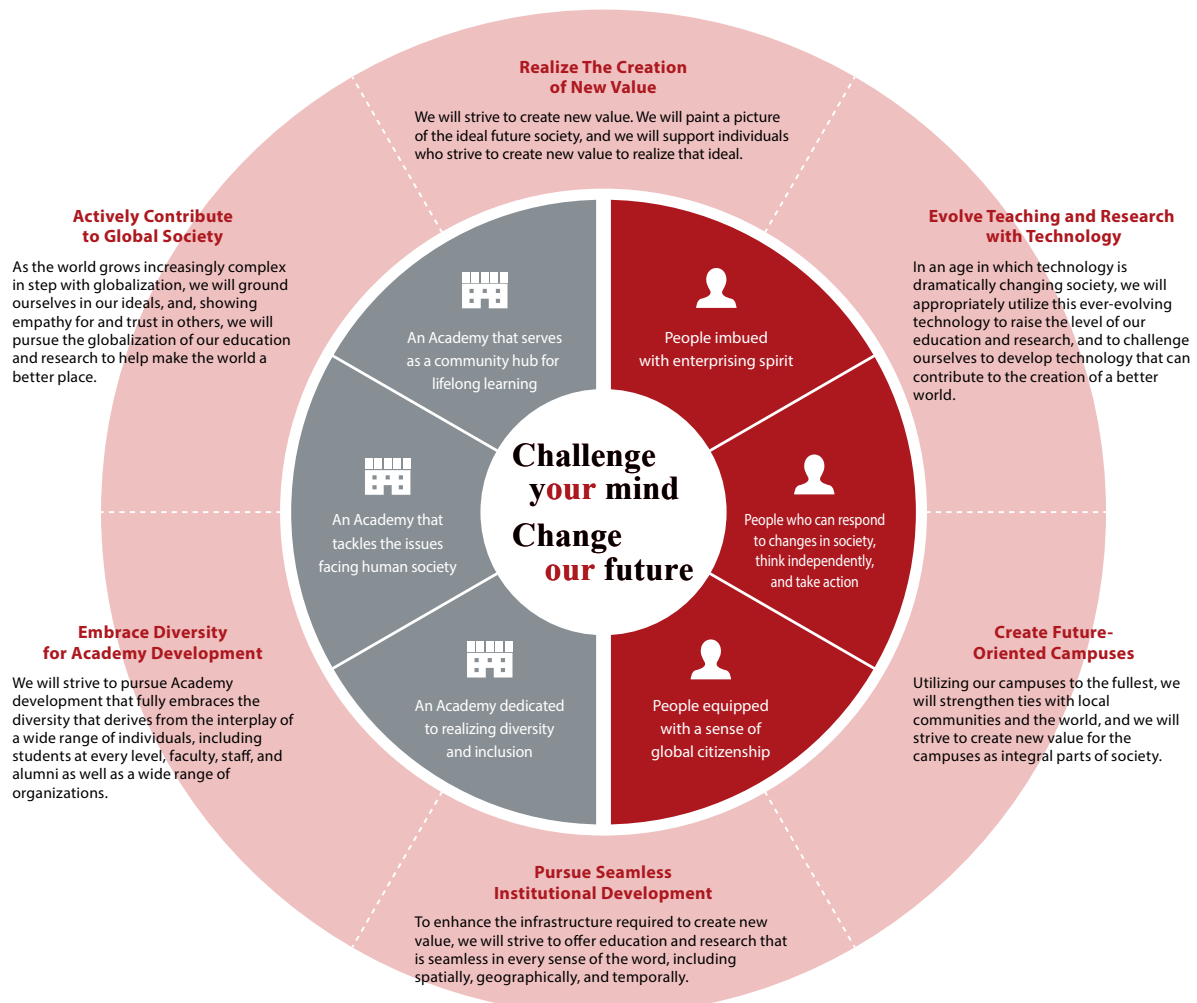 Realize The Creation
of New Value
We will strive to create new value. We will paint a picture
of the ideal future society, and we will support individuals
who strive to create new value to realize that ideal.
Actively Contribute
to Global Society
As the world grows increasingly complex
in step with globalization, we will ground
ourselves in our ideals, and, showing
empathy for and trust in others, we will
pursue the globalization of our education
and research to help make the world a
better place.
Evolve Teaching and Research
with Technology
In an age in which technology is
dramatically changing society, we will
appropriately utilize this ever-evolving
technology to raise the level of our
education and research, and to challenge
ourselves to develop technology that can
contribute to the creation of a better
world.
An Academy that serves
as a community hub for
lifelong learning
People imbued
with enterprising spirit
Challenge
your mind
Change
our future
An Academy that
tackles the issues
facing human society
People who can respond
to changes in society,
think independently,
and take action
An Academy dedicated
to realizing diversity
and inclusion
People equipped
with a sense of
global citizenship
Embrace Diversity
for Academy Development
We will strive to pursue Academy
development that fully embraces the
diversity that derives from the interplay of
a wide range of individuals, including
students at every level, faculty, staff, and
alumni as well as a wide range of
organizations.
Create Future-
Oriented Campuses
Utilizing our campuses to the fullest, we
will strengthen ties with local
communities and the world, and we will
strive to create new value for the
campuses as integral parts of society.
Pursue Seamless
Institutional Development
To enhance the infrastructure required to create new
value, we will strive to offer education and research that
is seamless in every sense of the word, including
spatially, geographically, and temporally.